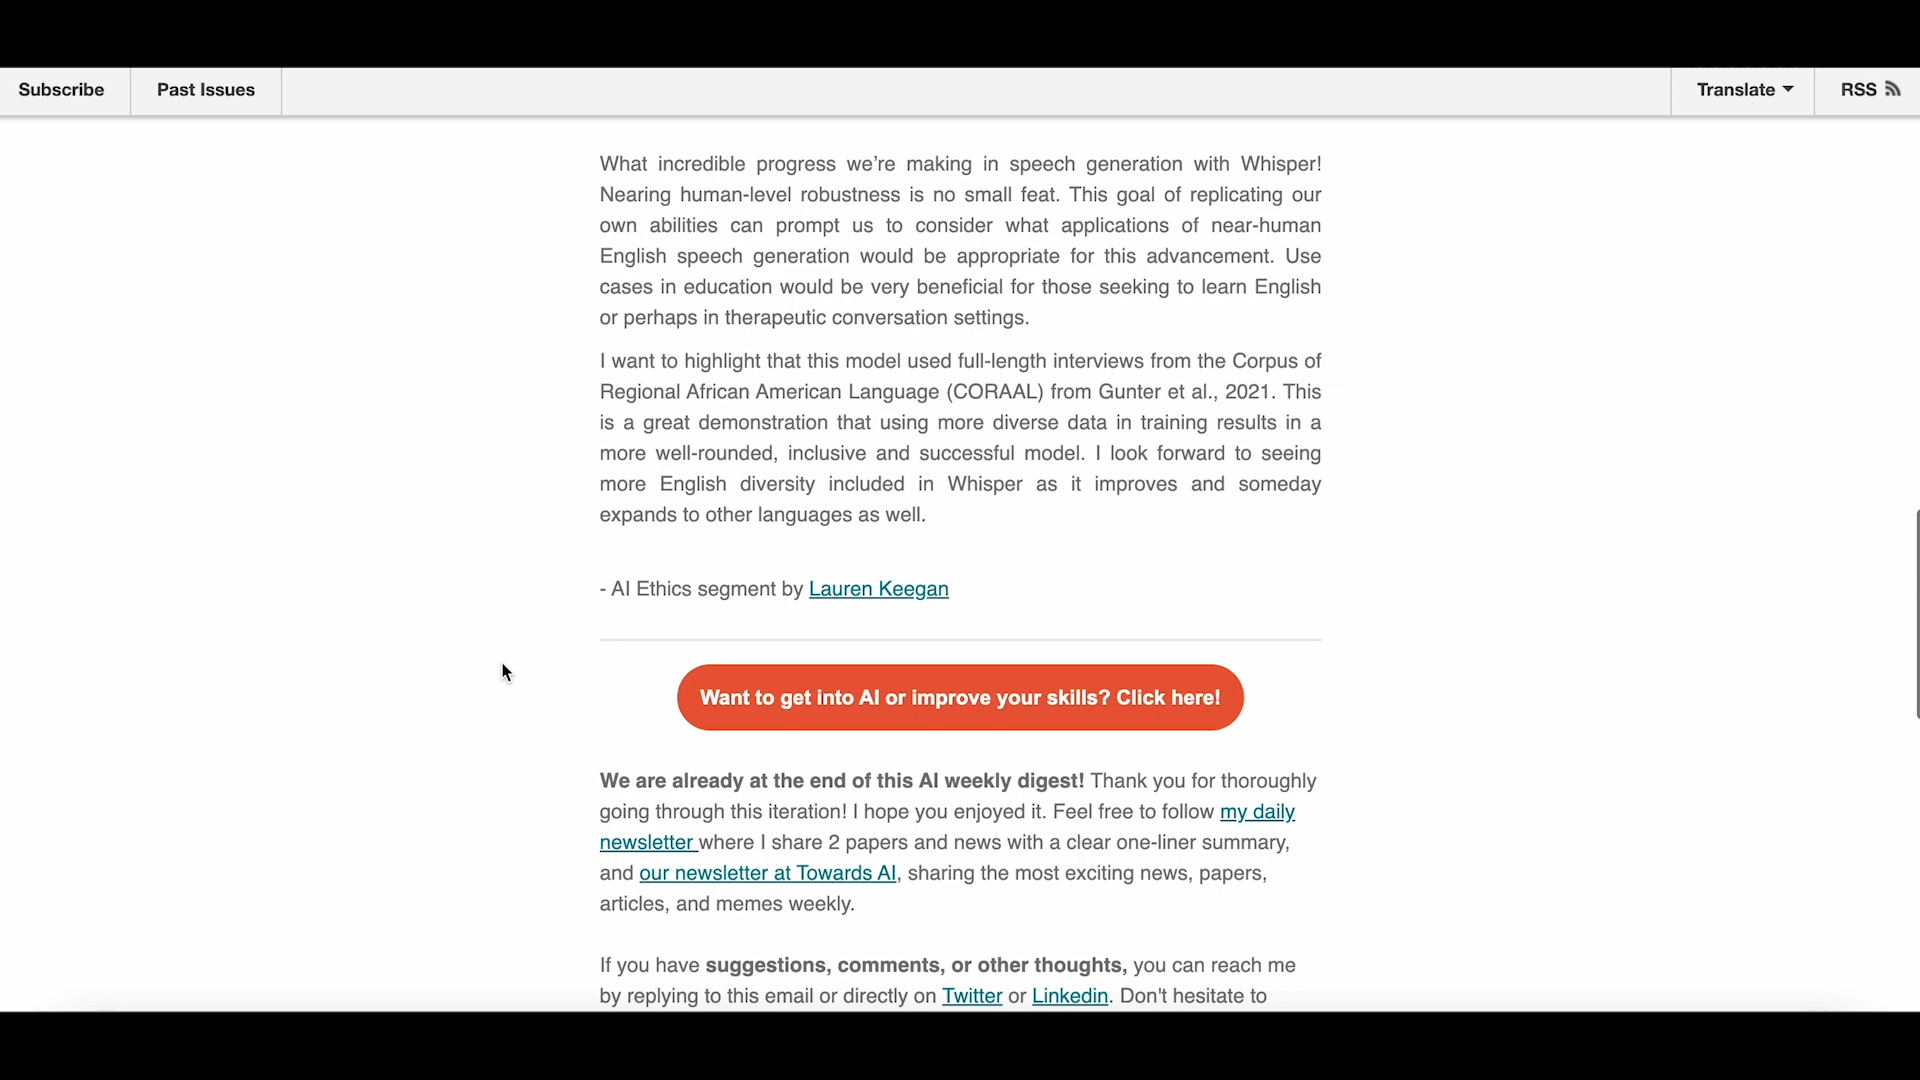 Subscribe
Past Issues
Translate
RSS
What incredible progress we’re making in speech generation with Whisper!
Nearing human-level robustness is no small feat. This goal of replicating our
own abilities can prompt us to consider what applications of near-human
English speech generation would be appropriate for this advancement. Use
cases in education would be very beneficial for those seeking to learn English
or perhaps in therapeutic conversation settings.
I want to highlight that this model used full-length interviews from the Corpus of
Regional African American Language (CORAAL) from Gunter et al., 2021. This
is a great demonstration that using more diverse data in training results in a
more well-rounded, inclusive and successful model. I look forward to seeing
more English diversity included in Whisper as it improves and someday
expands to other languages as well.
- AI Ethics segment by Lauren Keegan
Want to get into AI or improve your skills? Click here!
We are already at the end of this AI weekly digest! Thank you for thoroughly
going through this iteration! I hope you enjoyed it. Feel free to follow my daily
newsletter where I share 2 papers and news with a clear one-liner summary,
and our newsletter at Towards AI, sharing the most exciting news, papers,
articles, and memes weekly.
If you have suggestions, comments, or other thoughts, you can reach me
by replying to this email or directly on Twitter or Linkedin. Don't hesitate to